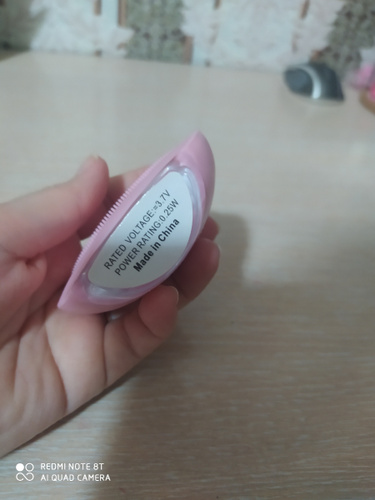 RATED VOLTAGE:=3.7V
POWER RATING:0.25W
Made in China
REDMI NOTE 8T
AI QUAD CAMERA